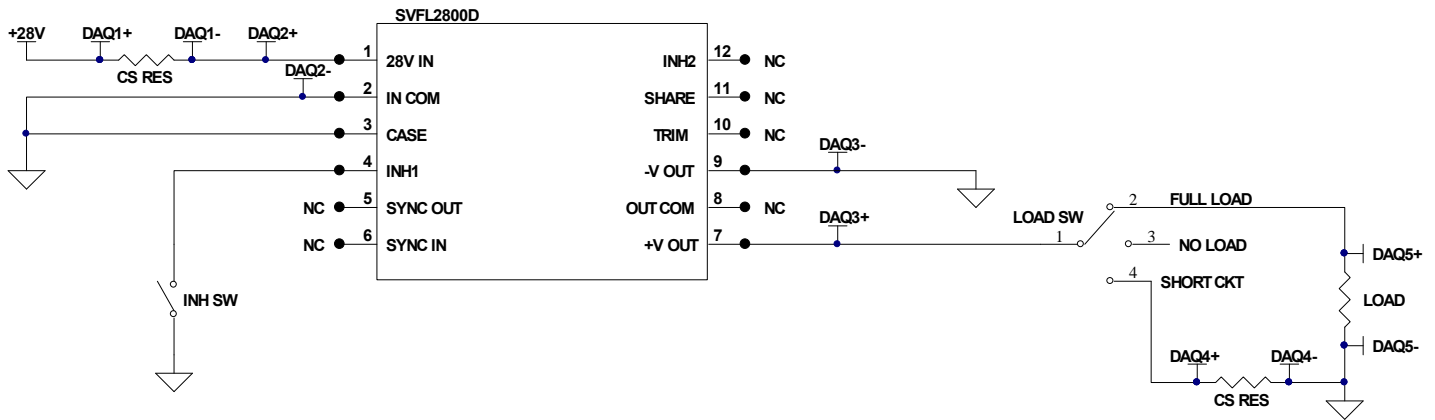 SVFL2800D
+28V
DAQ1+
DAQ1-
DAQ2+
CS RES
DAQ2-
1
28V IN
2
IN COM
3
CASE
4
INH1
NC
5
SYNC OUT
NC
6
SYNC IN
INH SW
INH2
12
NC
SHARE
11
NC
TRIM
10
NC
-V OUT
9
DAQ3-
OUT COM
8
NC
+V OUT
7
DAQ3+
LOAD SW
1
2
FULL LOAD
3
NO LOAD
4
SHORT CKT
DAQ5+
LOAD
DAQ5-
DAQ4+
DAQ4-
CS RES